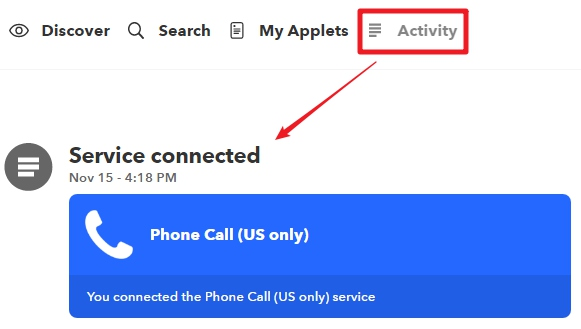 Discover Search My Applets Activity
Service connected
Nov 15 - 4:18 PM
Phone Call (US only)
You connected the Phone Call (US only) service